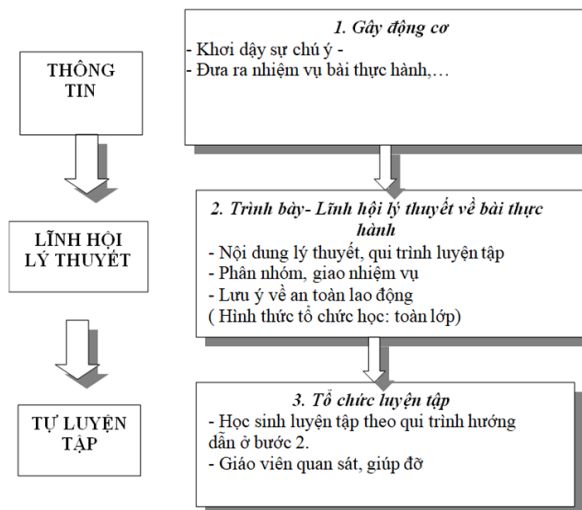 THÔNG
TIN
1. Gây động cơ
- Khơi dậy sự chú ý -
- Đưa ra nhiệm vụ bài thực hành,…
LĨNH HỘI
LÝ THUYẾT
2. Trình bày- Lĩnh hội lý thuyết về bài thực
hành
- Nội dung lý thuyết, qui trình luyện tập
- Phân nhóm, giao nhiệm vụ
- Lưu ý về an toàn lao động
( Hình thức tổ chức học: toàn lớp)
TỰ LUYỆN
TẬP
3. Tổ chức luyện tập
- Học sinh luyện tập theo qui trình hướng
dẫn ở bước 2.
- Giáo viên quan sát, giúp đỡ